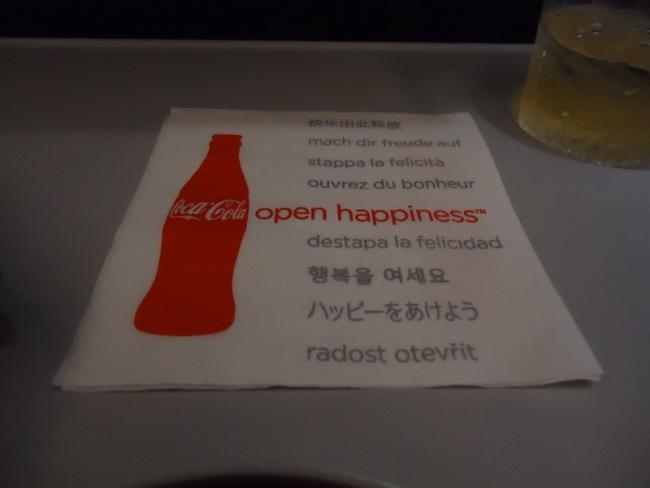 快乐由此释放
mach dir freude auf
stappa la felicità
ouvrez du bonheur
Coca-Cola
open happiness™
destapa la felicidad
행복을 여세요
ハッピーをあけよう
radost otevřít